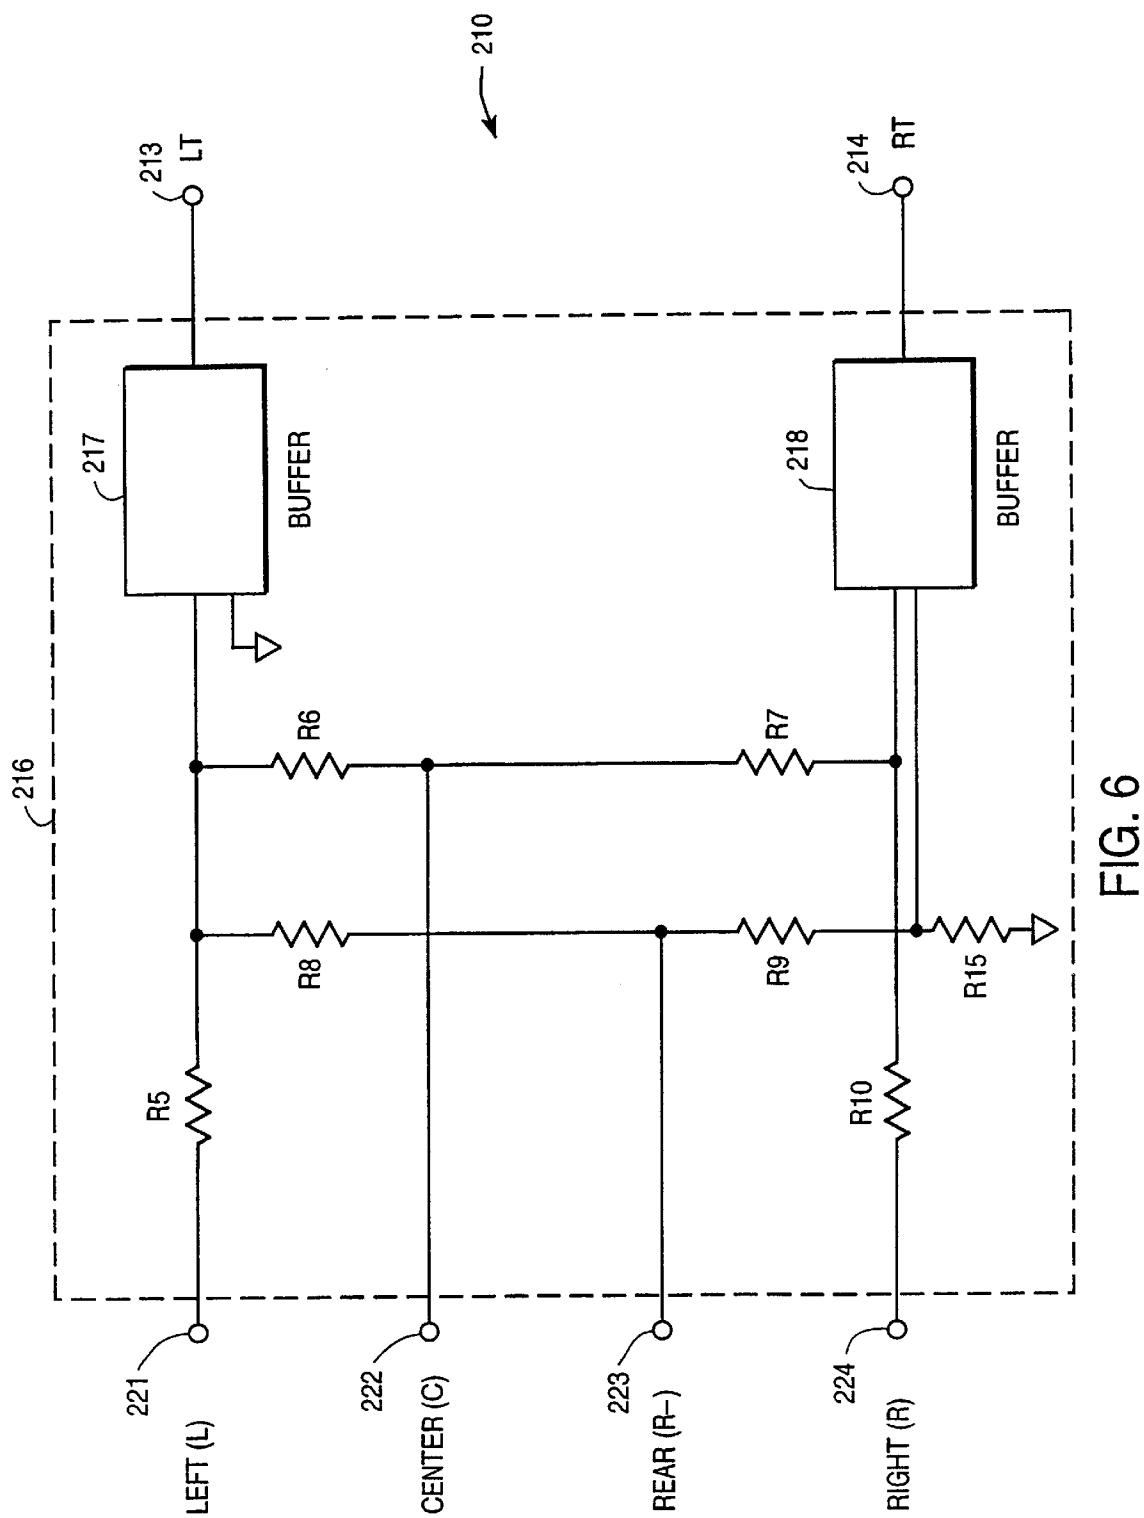 210
216
217
213
LT
BUFFER
R6
R8
R5
221
LEFT (L)
222
CENTER (C)
223
REAR (R–)
R7
R9
R10
R15
218
214
RT
BUFFER
224
RIGHT (R)
FIG. 6